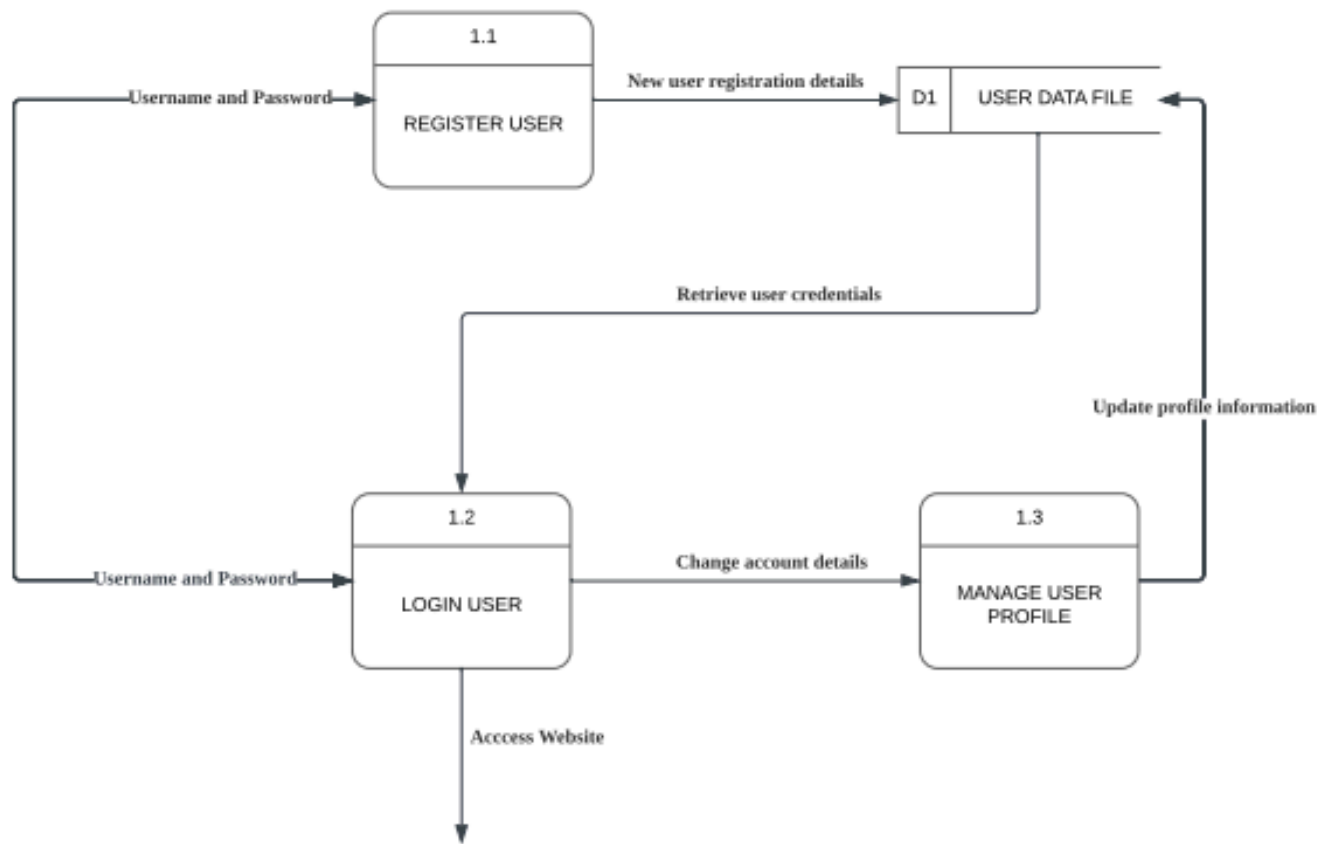 1.1
REGISTER USER
Username and Password
New user registration details
D1
USER DATA FILE
Retrieve user credentials
Update profile information
1.2
LOGIN USER
Username and Password
Change account details
1.3
MANAGE USER
PROFILE
Acccess Website